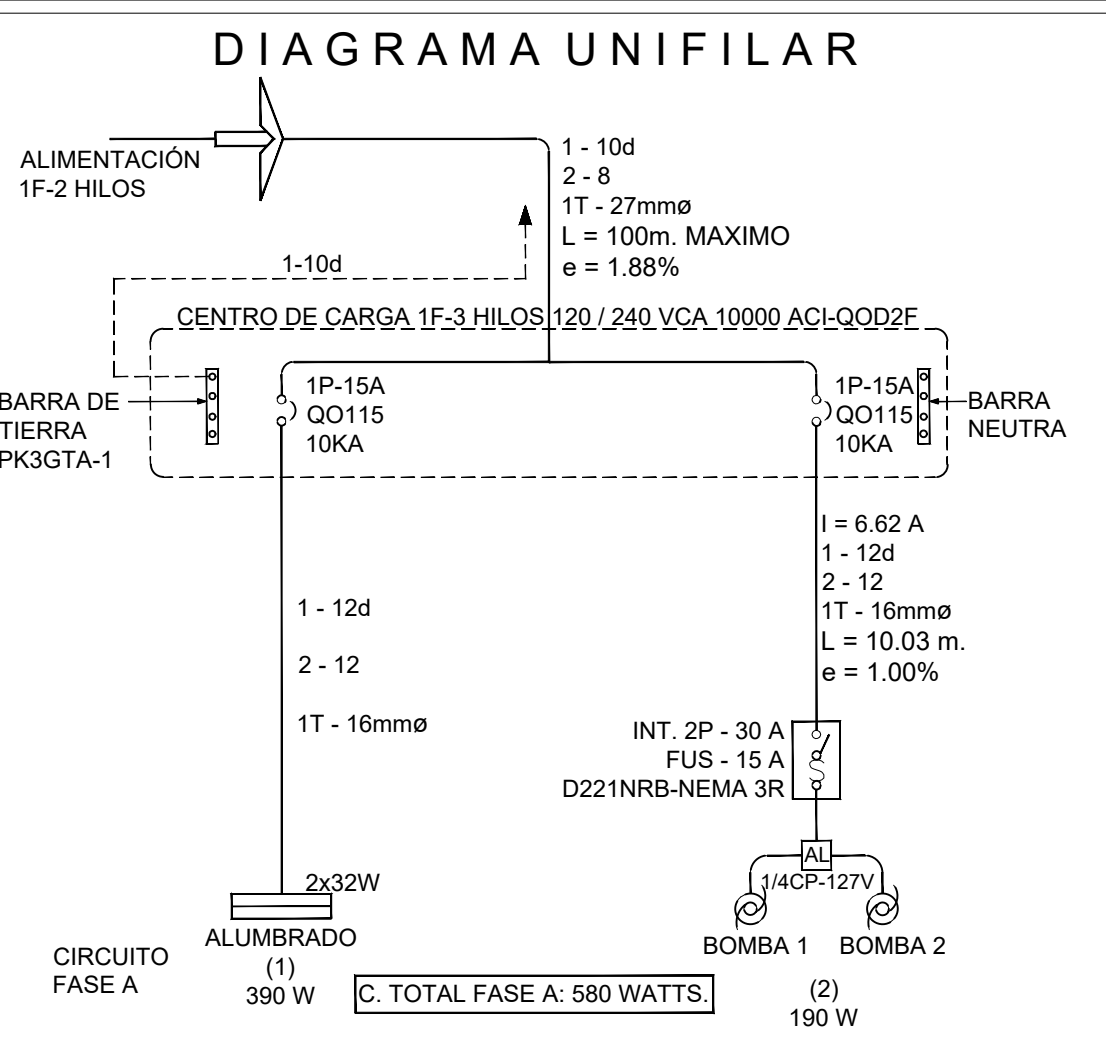 DIAGRAMA UNIFILAR
ALIMENTACIÓN
1F-2 HILOS
1 - 10d
2 - 8
1T - 27mmø
L = 100m. MAXIMO
e = 1.88%
1-10d
CENTRO DE CARGA 1F-3 HILOS 120 / 240 VCA 10000 ACI-QOD2F
BARRA DE
TIERRA
PK3GTA-1
1P-15A
QO115
10KA
1P-15A
QO115
10KA
BARRA
NEUTRA
I = 6.62 A
1 - 12d
2 - 12
1T - 16mmø
L = 10.03 m.
e = 1.00%
1 - 12d
2 - 12
1T - 16mmø
INT. 2P - 30 A
FUS - 15 A
D221NRB-NEMA 3R
AL
1/4CP-127V
2x32W
ALUMBRADO
(1)
390 W
BOMBA 1
BOMBA 2
(2)
190 W
CIRCUITO
FASE A
C. TOTAL FASE A: 580 WATTS.